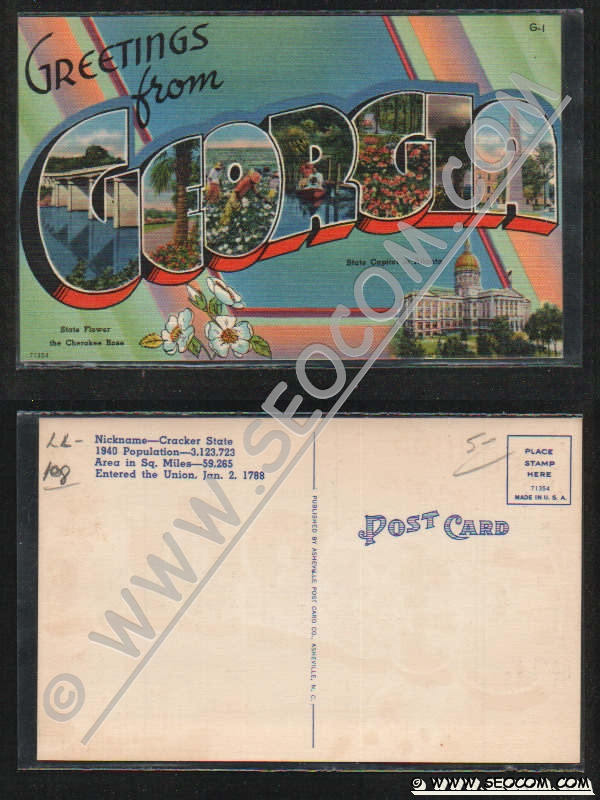 GREETINGS
from
GEORGIA
G-1
State Capitol, Atlanta
State Flower
the Cherokee Rose
71354
LL-
108
5-
Nickname—Cracker State
1940 Population—3,123,723
Area in Sq. Miles—59,265
Entered the Union, Jan. 2, 1788
PLACE
STAMP
HERE
71354
MADE IN U. S. A.
POST CARD
PUBLISHED BY ASHEVILLE POST CARD CO., ASHEVILLE, N. C.
© WWW.SEOCOM.COM
© WWW.SEOCOM.COM